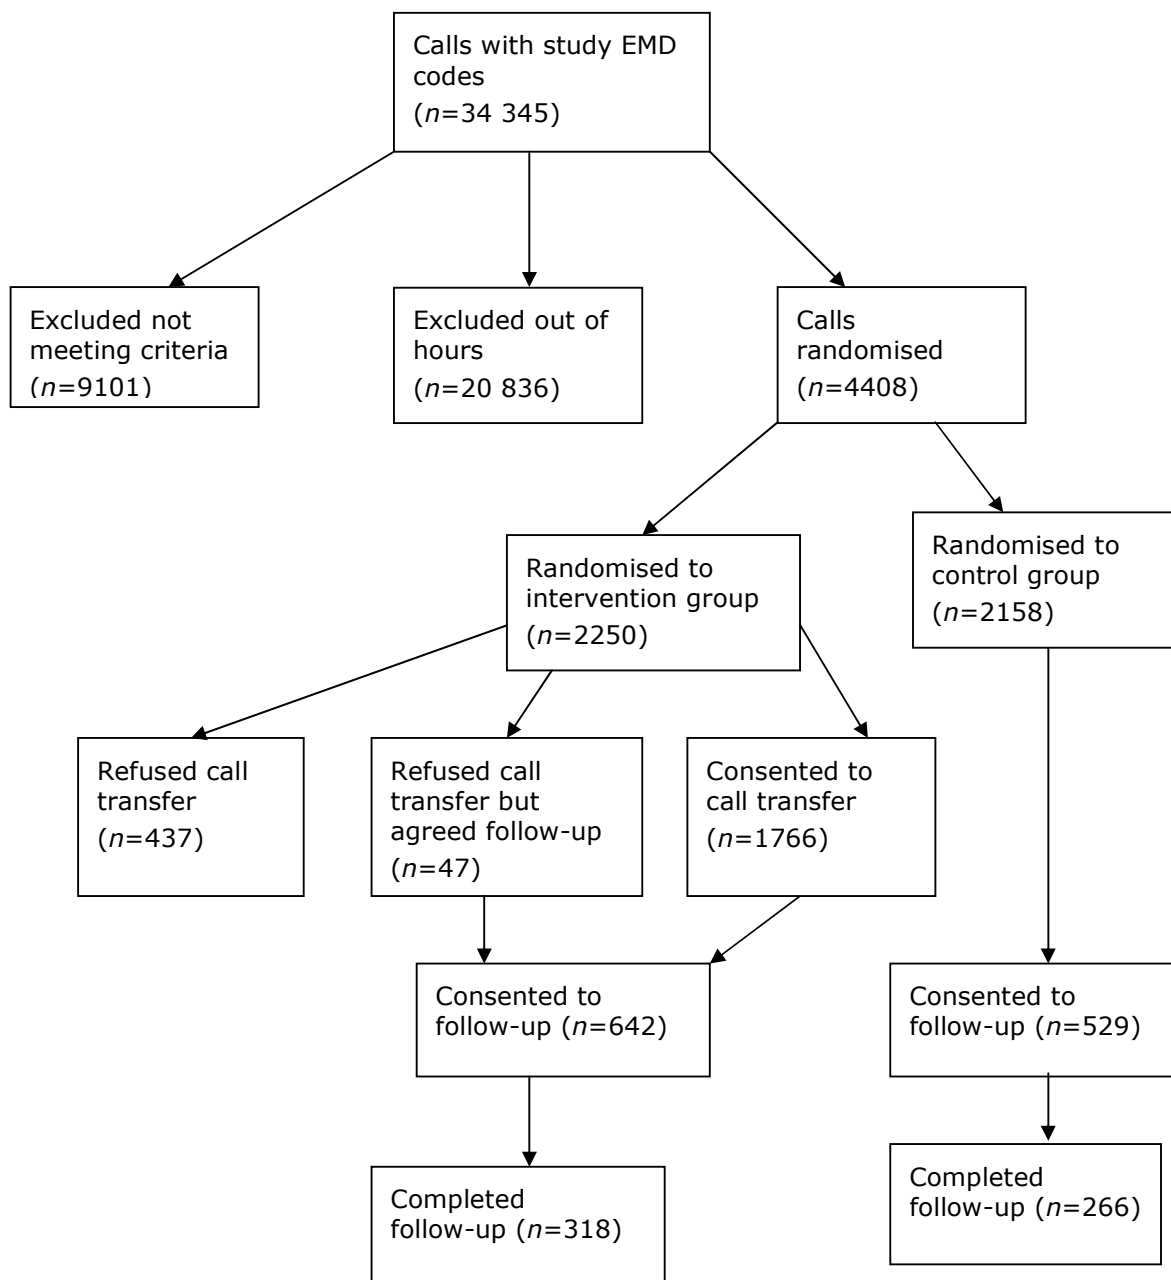 Calls with study EMD
codes
(n=34 345)
Excluded not
meeting criteria
(n=9101)
Excluded out of
hours
(n=20 836)
Calls
randomised
(n=4408)
Randomised to
intervention group
(n=2250)
Randomised to
control group
(n=2158)
Refused call
transfer
(n=437)
Refused call
transfer but
agreed follow-up
(n=47)
Consented to
call transfer
(n=1766)
Consented to
follow-up (n=642)
Consented to
follow-up (n=529)
Completed
follow-up (n=318)
Completed
follow-up (n=266)